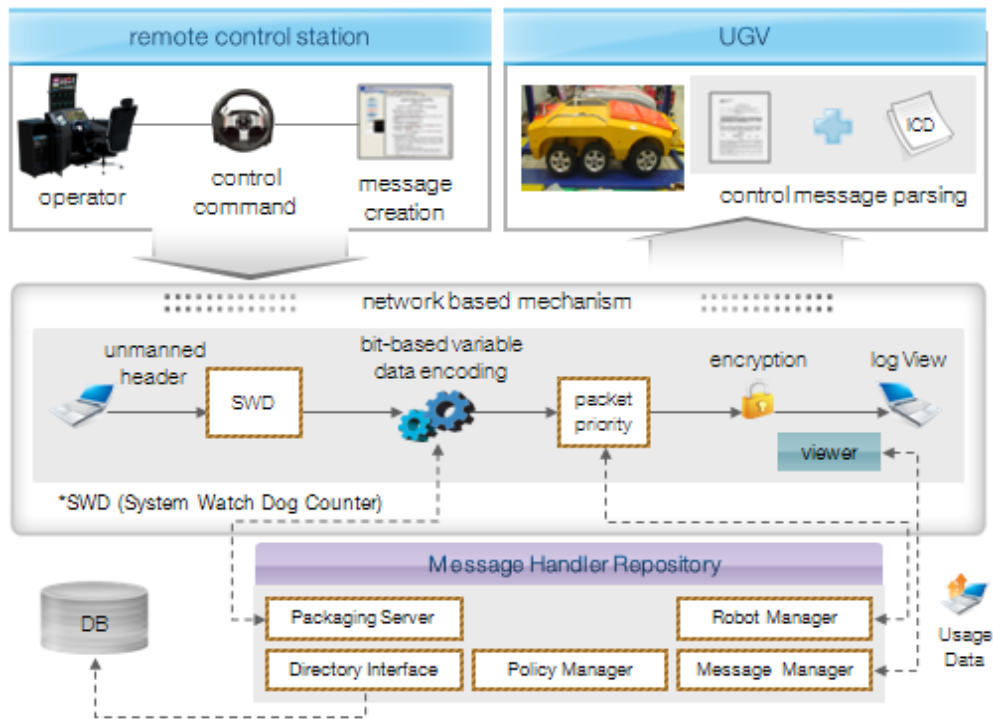 remote control station
UGV
operator
control
command
message
creation
ICD
control message parsing
network based mechanism
unmanned
header
SWD
bit-based variable
data encoding
packet
priority
encryption
log View
viewer
*SWD (System Watch Dog Counter)
Message Handler Repository
DB
Packaging Server
Robot Manager
Directory Interface
Policy Manager
Message Manager
Usage
Data